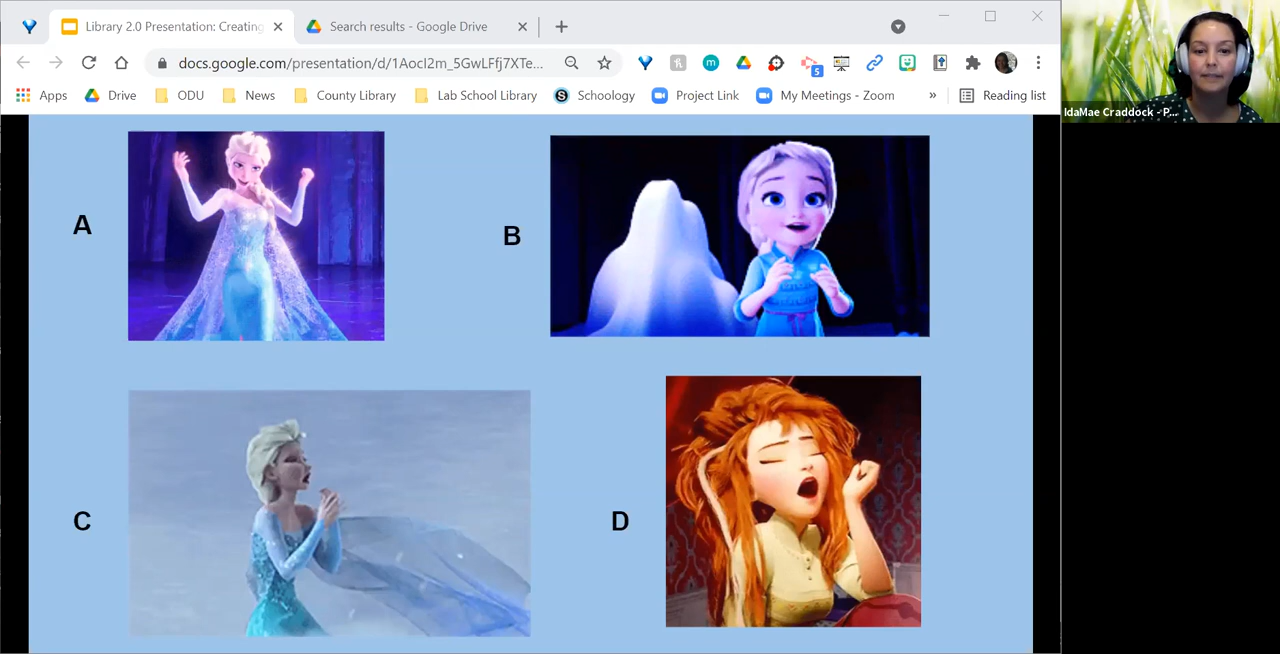 Library 2.0 Presentation: Creating
Search results - Google Drive
docs.google.com/presentation/d/1AocI2m_5GwLFfj7XTe...
5
Apps
Drive
ODU
News
County Library
Lab School Library
Schoology
Project Link
My Meetings - Zoom
»
Reading list
IdaMae Craddock - P...
A
B
C
D